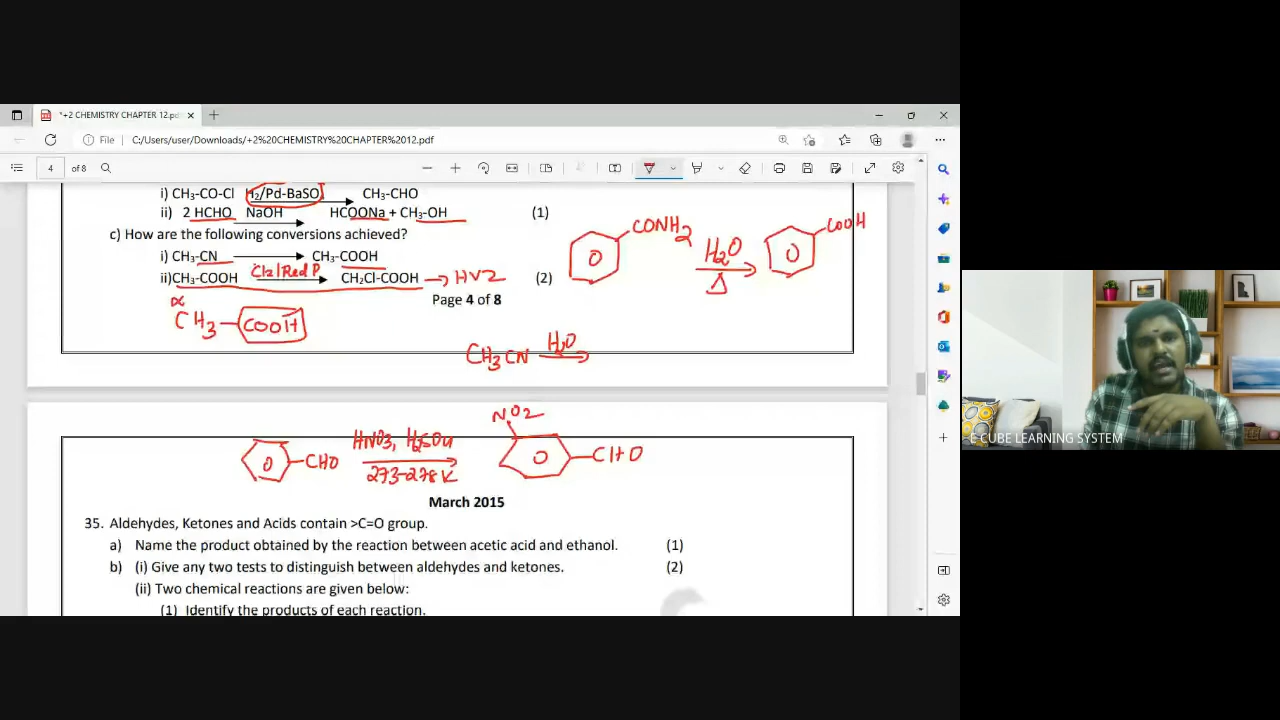 *+2 CHEMISTRY CHAPTER 12.pd
File C:/Users/user/Downloads/+2%20CHEMISTRY%20CHAPTER%2012.pdf
4 of 8
i) CH3-CO-Cl H2/Pd-BaSO CH3-CHO
ii) 2 HCHO NaOH HCOONa + CH3-OH (1)
CONH2 H2O Δ COOH
c) How are the following conversions achieved?
i) CH3-CN CH3-COOH
ii)CH3-COOH Cl2/Red P CH2Cl-COOH → HVZ (2)
Page 4 of 8
α
CH3 — COOH
CH3CN H2O
NO2
CHO HNO3, H2SO4 CHO
273-278 K
March 2015
35. Aldehydes, Ketones and Acids contain >C=O group.
a) Name the product obtained by the reaction between acetic acid and ethanol. (1)
b) (i) Give any two tests to distinguish between aldehydes and ketones. (2)
(ii) Two chemical reactions are given below:
(1) Identify the products of each reaction.
E CUBE LEARNING SYSTEM